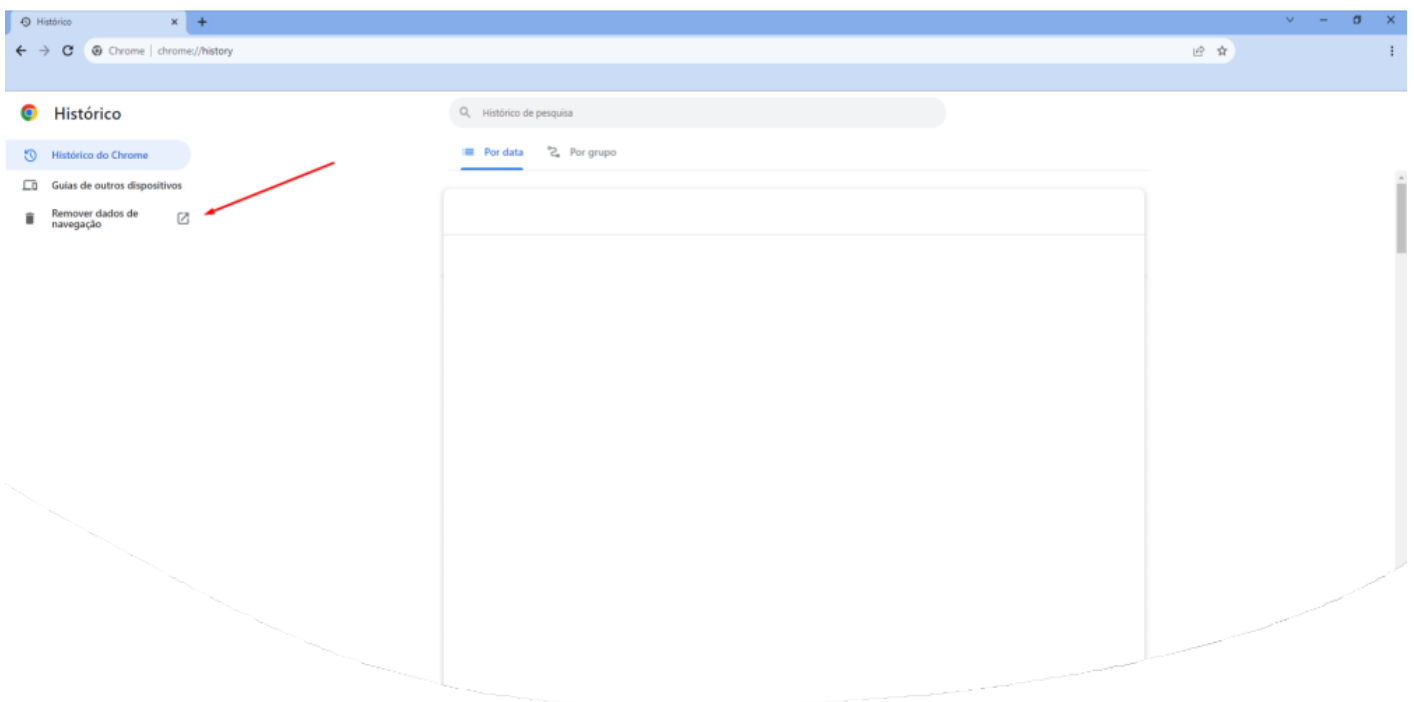 Histórico
Chrome | chrome://history
Histórico
Histórico de pesquisa
Histórico do Chrome
Por data
Por grupo
Guias de outros dispositivos
Remover dados de
navegação